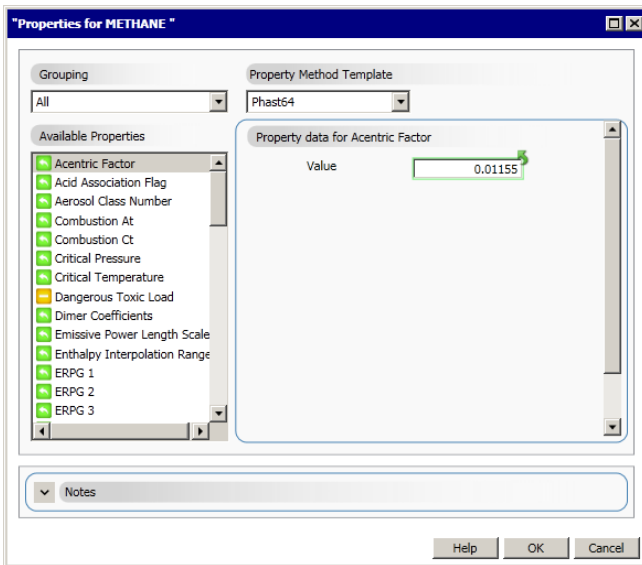 "Properties for METHANE "
Grouping
Property Method Template
All
Phast64
Available Properties
Property data for Acentric Factor
Acentric Factor
Value
0.01155
Acid Association Flag
Aerosol Class Number
Combustion At
Combustion Ct
Critical Pressure
Critical Temperature
Dangerous Toxic Load
Dimer Coefficients
Emissive Power Length Scale
Enthalpy Interpolation Range
ERPG 1
ERPG 2
ERPG 3
Notes
Help
OK
Cancel